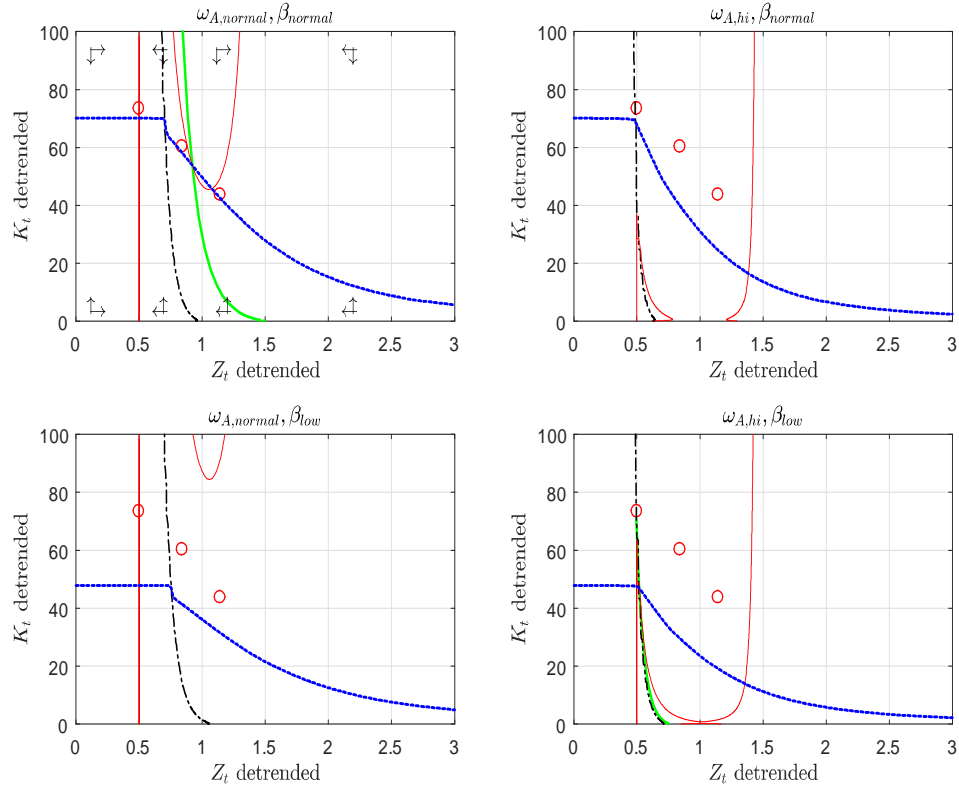 ω_{A,normal}, β_{normal}
K_t detrended
100
80
60
40
20
0
0 0.5 1 1.5 2 2.5 3
Z_t detrended
ω_{A,hi}, β_{normal}
K_t detrended
100
80
60
40
20
0
0 0.5 1 1.5 2 2.5 3
Z_t detrended
ω_{A,normal}, β_{low}
K_t detrended
100
80
60
40
20
0
0 0.5 1 1.5 2 2.5 3
Z_t detrended
ω_{A,hi}, β_{low}
K_t detrended
100
80
60
40
20
0
0 0.5 1 1.5 2 2.5 3
Z_t detrended